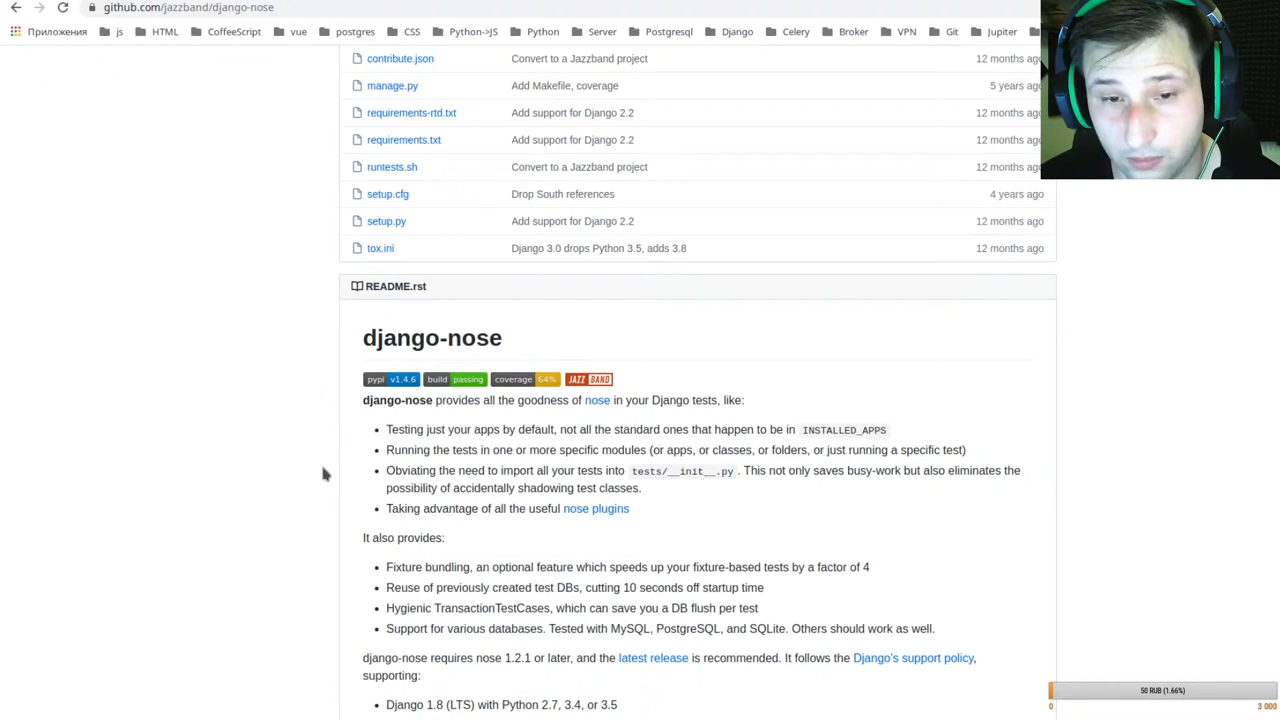 github.com/jazzband/django-nose
Приложения js HTML CoffeeScript vue postgres CSS Python->JS Python Server Postgresql Django Celery Broker VPN Git Jupiter
contribute.json Convert to a Jazzband project 12 months ago
manage.py Add Makefile, coverage 5 years ago
requirements-rtd.txt Add support for Django 2.2 12 months ago
requirements.txt Add support for Django 2.2 12 months ago
runtests.sh Convert to a Jazzband project 12 months ago
setup.cfg Drop South references 4 years ago
setup.py Add support for Django 2.2 12 months ago
tox.ini Django 3.0 drops Python 3.5, adds 3.8 12 months ago
README.rst
django-nose
pypi v1.4.6 build passing coverage 64% JAZZ BAND
django-nose provides all the goodness of nose in your Django tests, like:
• Testing just your apps by default, not all the standard ones that happen to be in INSTALLED_APPS
• Running the tests in one or more specific modules (or apps, or classes, or folders, or just running a specific test)
• Obviating the need to import all your tests into tests/__init__.py. This not only saves busy-work but also eliminates the
possibility of accidentally shadowing test classes.
• Taking advantage of all the useful nose plugins
It also provides:
• Fixture bundling, an optional feature which speeds up your fixture-based tests by a factor of 4
• Reuse of previously created test DBs, cutting 10 seconds off startup time
• Hygienic TransactionTestCases, which can save you a DB flush per test
• Support for various databases. Tested with MySQL, PostgreSQL, and SQLite. Others should work as well.
django-nose requires nose 1.2.1 or later, and the latest release is recommended. It follows the Django's support policy,
supporting:
50 RUB (1.66%)
• Django 1.8 (LTS) with Python 2.7, 3.4, or 3.5
0 3 000